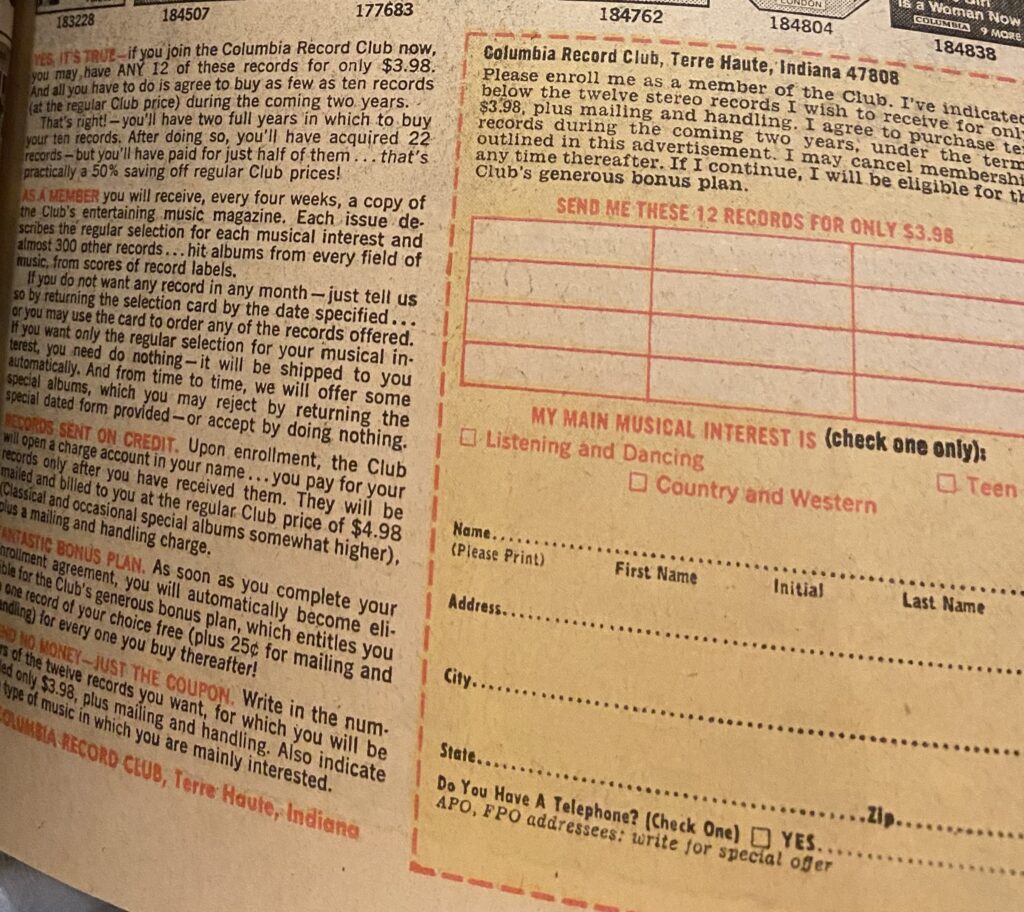 183228
184507
177683
184762
LONDON
184804
is a Woman Now
COLUMBIA 9 MORE
184838
YES, IT'S TRUE—if you join the Columbia Record Club now,
you may have ANY 12 of these records for only $3.98.
And all you have to do is agree to buy as few as ten records
(at the regular Club price) during the coming two years.
That's right!—you'll have two full years in which to buy
your ten records. After doing so, you'll have acquired 22
records—but you'll have paid for just half of them...that's
practically a 50% saving off regular Club prices!
AS A MEMBER you will receive, every four weeks, a copy of
the Club's entertaining music magazine. Each issue de-
scribes the regular selection for each musical interest and
almost 300 other records...hit albums from every field of
music, from scores of record labels.
If you do not want any record in any month—just tell us
so by returning the selection card by the date specified...
or you may use the card to order any of the records offered.
If you want only the regular selection for your musical in-
terest, you need do nothing—it will be shipped to you
automatically. And from time to time, we will offer some
special albums, which you may reject by returning the
special dated form provided—or accept by doing nothing.
RECORDS SENT ON CREDIT. Upon enrollment, the Club
will open a charge account in your name...you pay for your
records only after you have received them. They will be
mailed and billed to you at the regular Club price of $4.98
(Classical and occasional special albums somewhat higher),
plus a mailing and handling charge.
FANTASTIC BONUS PLAN. As soon as you complete your
enrollment agreement, you will automatically become eli-
ble for the Club's generous bonus plan, which entitles you
one record of your choice free (plus 25¢ for mailing and
andling) for every one you buy thereafter!
ND NO MONEY—JUST THE COUPON. Write in the num-
rs of the twelve records you want, for which you will be
ed only $3.98, plus mailing and handling. Also indicate
type of music in which you are mainly interested.
COLUMBIA RECORD CLUB, Terre Haute, Indiana
Columbia Record Club, Terre Haute, Indiana 47808
Please enroll me as a member of the Club. I've indicated
below the twelve stereo records I wish to receive for only
$3.98, plus mailing and handling. I agree to purchase te
records during the coming two years, under the term
outlined in this advertisement. I may cancel membershi
any time thereafter. If I continue, I will be eligible for th
Club's generous bonus plan.
SEND ME THESE 12 RECORDS FOR ONLY $3.98
MY MAIN MUSICAL INTEREST IS (check one only):
☐ Listening and Dancing
☐ Country and Western
☐ Teen
Name
(Please Print) First Name Initial Last Name
Address
City
State Zip
Do You Have A Telephone? (Check One) ☐ YES
APO, FPO addressees: write for special offer